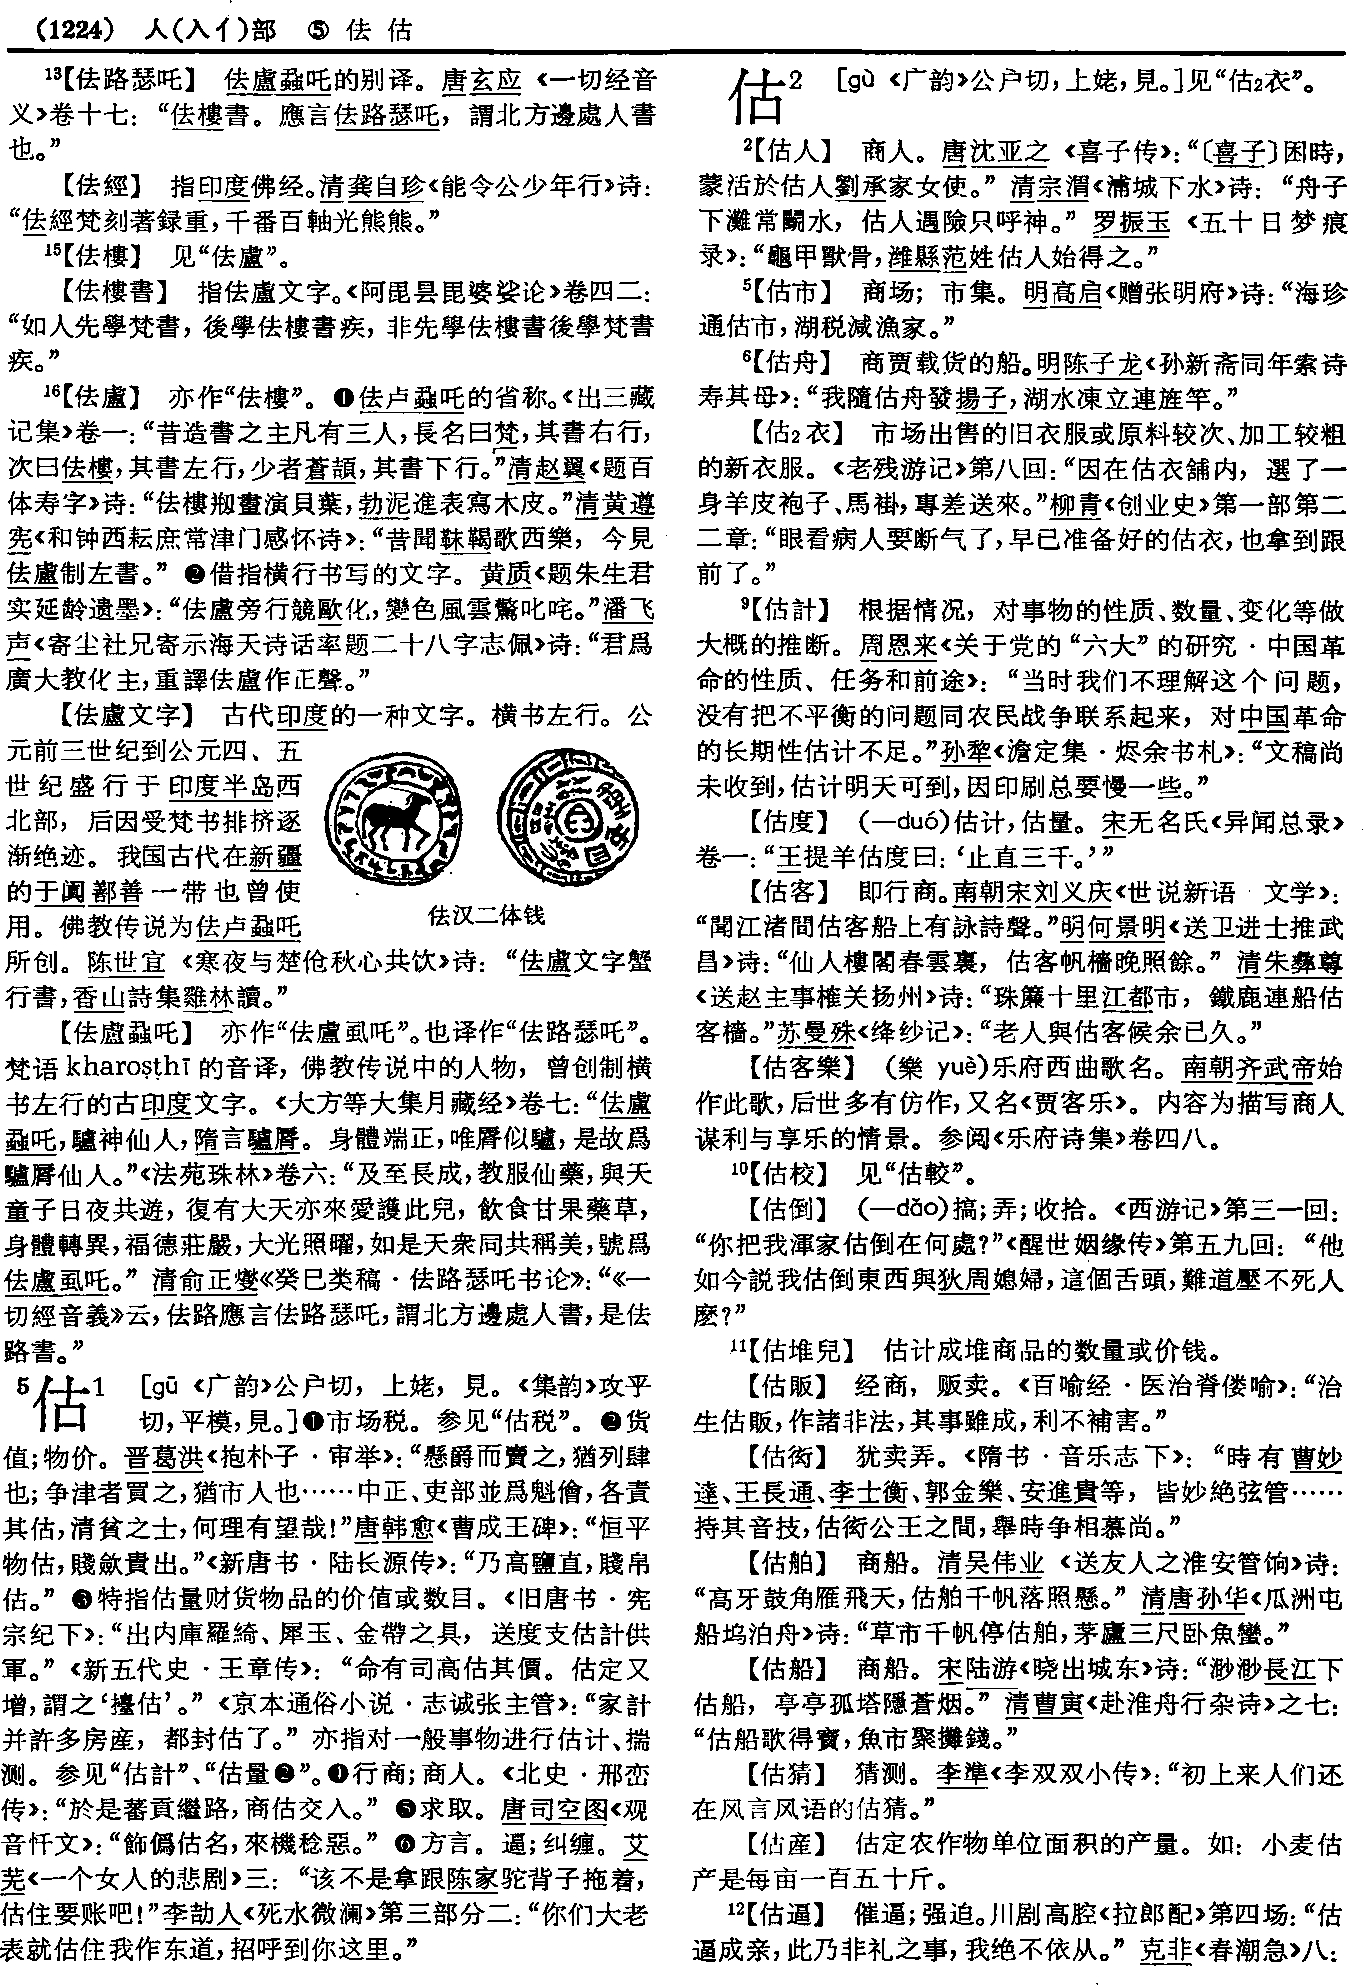 (1224) 人(入亻)部 ⑤ 佉 估
13【佉路瑟吒】 佉盧蝨吒的别译。唐玄应《一切经音
义》卷十七：“佉樓書。應言佉路瑟吒，謂北方邊處人書
也。”
【佉經】 指印度佛经。清龚自珍《能令公少年行》诗：
“佉經梵刻著録重，千番百軸光熊熊。”
15【佉樓】 见“佉盧”。
【佉樓書】 指佉盧文字。《阿毘昙毘婆娑论》卷四二：
“如人先學梵書，後學佉樓書疾，非先學佉樓書後學梵書
疾。”
16【佉盧】 亦作“佉樓”。❶佉卢蝨吒的省称。《出三藏
记集》卷一：“昔造書之主凡有三人，長名曰梵，其書右行，
次曰佉樓，其書左行，少者蒼頡，其書下行。”清赵翼《题百
体寿字》诗：“佉樓剏畫演貝葉，勃泥進表寫木皮。”清黄遵
宪《和钟西耘庶常津门感怀诗》：“昔聞靺鞨歌西樂，今見
佉盧制左書。”❷借指横行书写的文字。黄质《题朱生君
实延龄遗墨》：“佉盧旁行競歐化，變色風雲驚叱咤。”潘飞
声《寄尘社兄寄示海天诗话率题二十八字志佩》诗：“君爲
廣大教化主，重譯佉盧作正聲。”
【佉盧文字】 古代印度的一种文字。横书左行。公
元前三世纪到公元四、五
世纪盛行于印度半岛西
北部，后因受梵书排挤逐
渐绝迹。我国古代在新疆
的于阗鄯善一带也曾使
用。佛教传说为佉卢蝨吒
佉汉二体钱
所创。陈世宜《寒夜与楚伧秋心共饮》诗：“佉盧文字蟹
行書，香山詩集雞林讀。”
【佉盧蝨吒】 亦作“佉盧虱吒”。也译作“佉路瑟吒”。
梵语 kharoṣṭhī 的音译，佛教传说中的人物，曾创制横
书左行的古印度文字。《大方等大集月藏经》卷七：“佉盧
蝨吒，驢神仙人，隋言驢脣。身體端正，唯脣似驢，是故爲
驢脣仙人。”《法苑珠林》卷六：“及至長成，教服仙藥，與天
童子日夜共遊，復有大天亦來愛護此兒，飲食甘果藥草，
身體轉異，福德莊嚴，大光照曜，如是天衆同共稱美，號爲
佉盧虱吒。”清俞正燮《癸巳类稿·佉路瑟吒书论》：“《一
切經音義》云，佉路應言佉路瑟吒，謂北方邊處人書，是佉
路書。”
5估1 [gū《广韵》公户切，上姥，見。《集韵》攻乎
切，平模，見。]❶市场税。参见“估税”。❷货
值；物价。晋葛洪《抱朴子·审举》：“懸爵而賣之，猶列肆
也；争津者買之，猶市人也……中正、吏部並爲魁儈，各責
其估，清貧之士，何理有望哉！”唐韩愈《曹成王碑》：“恒平
物估，賤斂貴出。”《新唐书·陆长源传》：“乃高鹽直，賤帛
估。”❸特指估量财货物品的价值或数目。《旧唐书·宪
宗纪下》：“出内庫羅綺、犀玉、金帶之具，送度支估計供
軍。”《新五代史·王章传》：“命有司高估其價。估定又
增，謂之‘擡估’。”《京本通俗小说·志诚张主管》：“家計
并許多房産，都封估了。”亦指对一般事物进行估计、揣
测。参见“估計”、“估量❷”。❹行商；商人。《北史·邢峦
传》：“於是蕃貢繼路，商估交入。”❺求取。唐司空图《观
音忏文》：“飾僞估名，來機稔惡。”❻方言。逼；纠缠。艾
芜《一个女人的悲剧》三：“该不是拿跟陈家驼背子拖着，
估住要账吧！”李劼人《死水微澜》第三部分二：“你们大老
表就估住我作东道，招呼到你这里。”
估2 [gù《广韵》公户切，上姥，見。]见“估2衣”。
2【估人】 商人。唐沈亚之《喜子传》：“〔喜子〕困時，
蒙活於估人劉承家女使。”清宗渭《浦城下水》诗：“舟子
下灘常鬭水，估人遇險只呼神。”罗振玉《五十日梦痕
录》：“龜甲獸骨，濰縣范姓估人始得之。”
5【估市】 商场；市集。明高启《赠张明府》诗：“海珍
通估市，湖税減漁家。”
6【估舟】 商贾载货的船。明陈子龙《孙新斋同年索诗
寿其母》：“我隨估舟發揚子，湖水凍立連旌竿。”
【估2衣】 市场出售的旧衣服或原料较次、加工较粗
的新衣服。《老残游记》第八回：“因在估衣舖内，選了一
身羊皮袍子、馬褂，專差送來。”柳青《创业史》第一部第二
二章：“眼看病人要断气了，早已准备好的估衣，也拿到跟
前了。”
9【估計】 根据情况，对事物的性质、数量、变化等做
大概的推断。周恩来《关于党的“六大”的研究·中国革
命的性质、任务和前途》：“当时我们不理解这个问题，
没有把不平衡的问题同农民战争联系起来，对中国革命
的长期性估计不足。”孙犁《澹定集·烬余书札》：“文稿尚
未收到，估计明天可到，因印刷总要慢一些。”
【估度】 （—duó）估计，估量。宋无名氏《异闻总录》
卷一：“王提羊估度曰：‘止直三千。’”
【估客】 即行商。南朝宋刘义庆《世说新语·文学》：
“聞江渚間估客船上有詠詩聲。”明何景明《送卫进士推武
昌》诗：“仙人樓閣春雲裏，估客帆檣晚照餘。”清朱彝尊
《送赵主事榷关扬州》诗：“珠簾十里江都市，鐵鹿連船估
客檣。”苏曼殊《绛纱记》：“老人與估客候余已久。”
【估客樂】 （樂 yuè）乐府西曲歌名。南朝齐武帝始
作此歌，后世多有仿作，又名《贾客乐》。内容为描写商人
谋利与享乐的情景。参阅《乐府诗集》卷四八。
10【估校】 见“估較”。
【估倒】 （—dǎo）搞；弄；收拾。《西游记》第三一回：
“你把我渾家估倒在何處？”《醒世姻缘传》第五九回：“他
如今説我估倒東西與狄周媳婦，這個舌頭，難道壓不死人
麽？”
11【估堆兒】 估计成堆商品的数量或价钱。
【估販】 经商，贩卖。《百喻经·医治脊偻喻》：“治
生估販，作諸非法，其事雖成，利不補害。”
【估衒】 犹卖弄。《隋书·音乐志下》：“時有曹妙
達、王長通、李士衡、郭金樂、安進貴等，皆妙絶弦管……
持其音技，估衒公王之間，舉時争相慕尚。”
【估舶】 商船。清吴伟业《送友人之淮安管饷》诗：
“高牙鼓角雁飛天，估舶千帆落照懸。”清唐孙华《瓜洲屯
船坞泊舟》诗：“草市千帆停估舶，茅廬三尺卧魚蠻。”
【估船】 商船。宋陆游《晓出城东》诗：“渺渺長江下
估船，亭亭孤塔隱蒼烟。”清曹寅《赴淮舟行杂诗》之七：
“估船歌得寶，魚市聚攤錢。”
【估猜】 猜测。李準《李双双小传》：“初上来人们还
在风言风语的估猜。”
【估産】 估定农作物单位面积的产量。如：小麦估
产是每亩一百五十斤。
12【估逼】 催逼；强迫。川剧高腔《拉郎配》第四场：“估
逼成亲，此乃非礼之事，我绝不依从。”克非《春潮急》八：